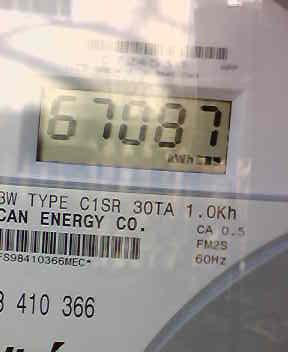 67087
kWh
3W TYPE C1SR 30TA 1.0Kh
CAN ENERGY CO.
CA 0.5
FM2S
60Hz
FS98410366MEC*
410 366